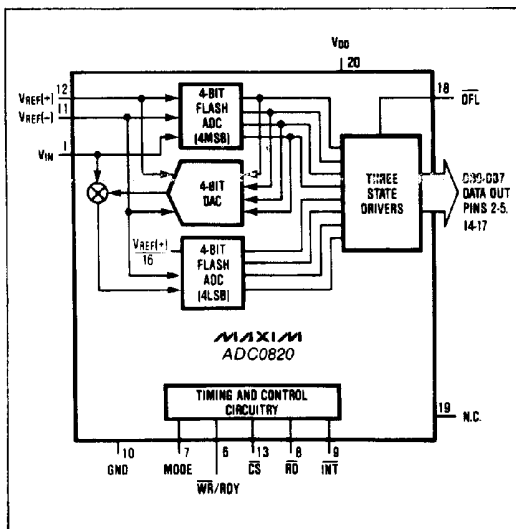 VDD
20
12
VREF(+)
11
VREF(-)
VIN
1
4-BIT
FLASH
ADC
(4MSB)
18
OFL
4-BIT
DAC
THREE
STATE
DRIVERS
DB0-DB7
DATA OUT
PINS 2-5,
14-17
VREF(+)
16
4-BIT
FLASH
ADC
(4LSB)
MAXIM
ADC0820
TIMING AND CONTROL
CIRCUITRY
19
N.C.
10
GND
7
MODE
6
WR/RDY
13
CS
8
RD
9
INT